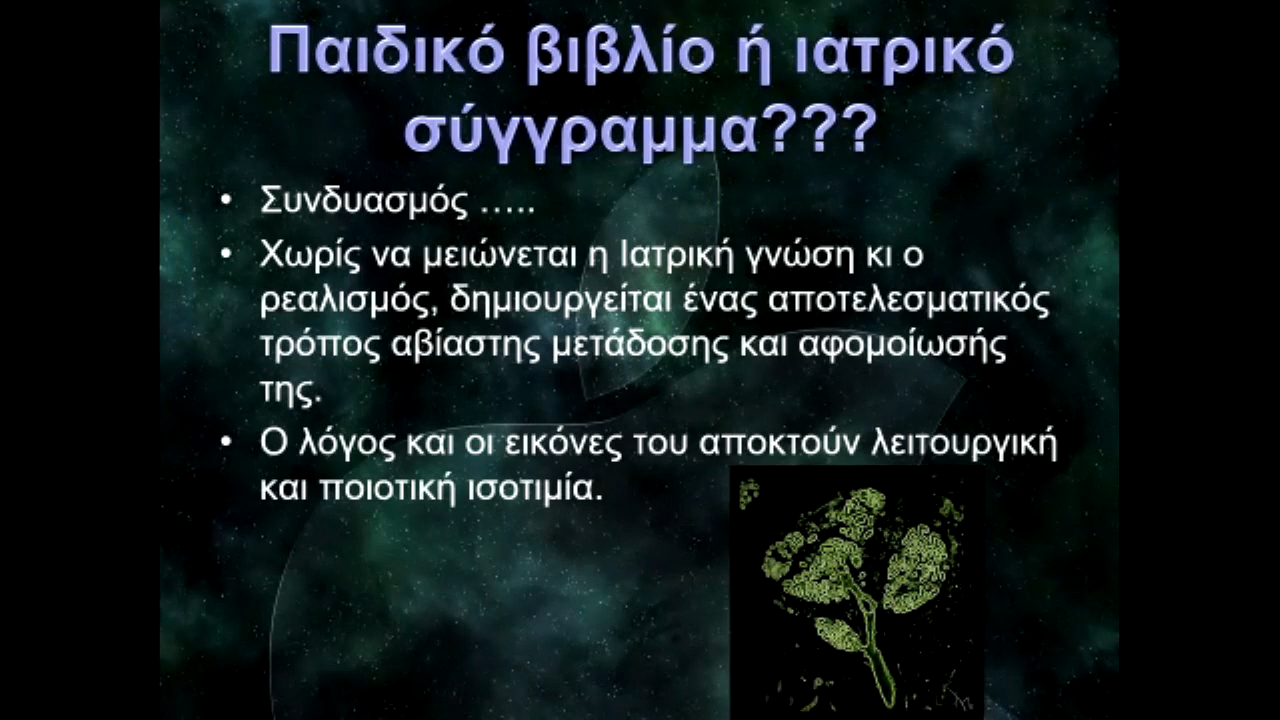 Παιδικό βιβλίο ή ιατρικό
σύγγραμμα???
• Συνδυασμός …..
• Χωρίς να μειώνεται η Ιατρική γνώση κι ο
ρεαλισμός, δημιουργείται ένας αποτελεσματικός
τρόπος αβίαστης μετάδοσης και αφομοίωσής
της.
• Ο λόγος και οι εικόνες του αποκτούν λειτουργική
και ποιοτική ισοτιμία.